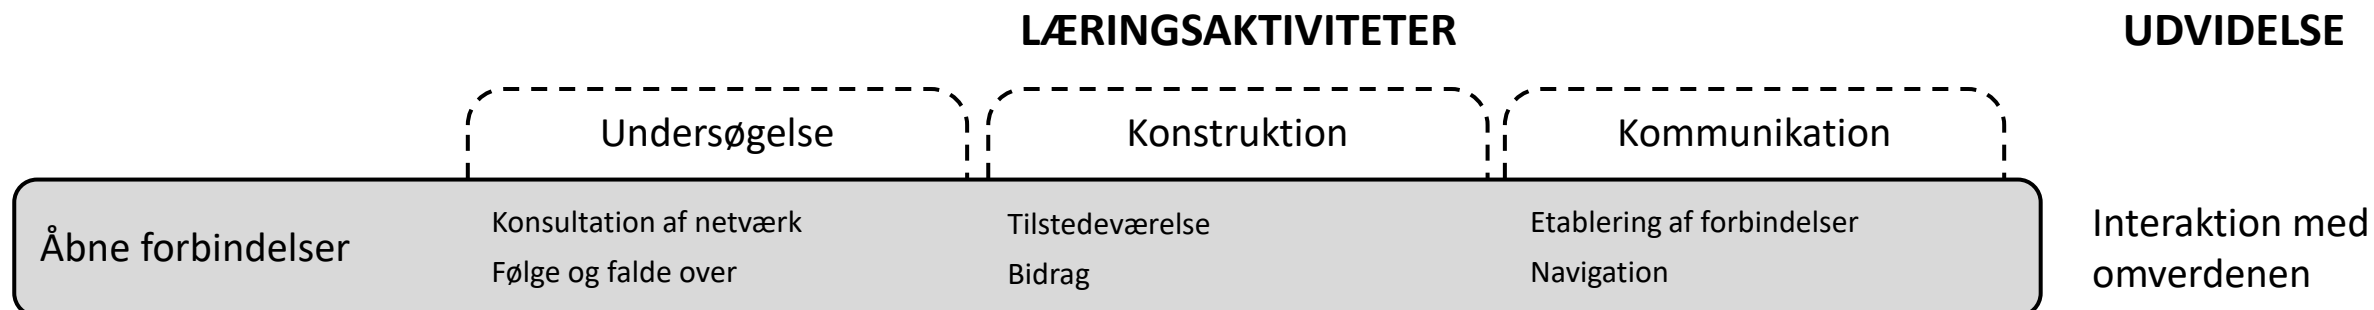 LÆRINGSAKTIVITETER
UDVIDELSE
Undersøgelse
Konstruktion
Kommunikation
Åbne forbindelser
Konsultation af netværk
Følge og falde over
Tilstedeværelse
Bidrag
Etablering af forbindelser
Navigation
Interaktion med
omverdenen